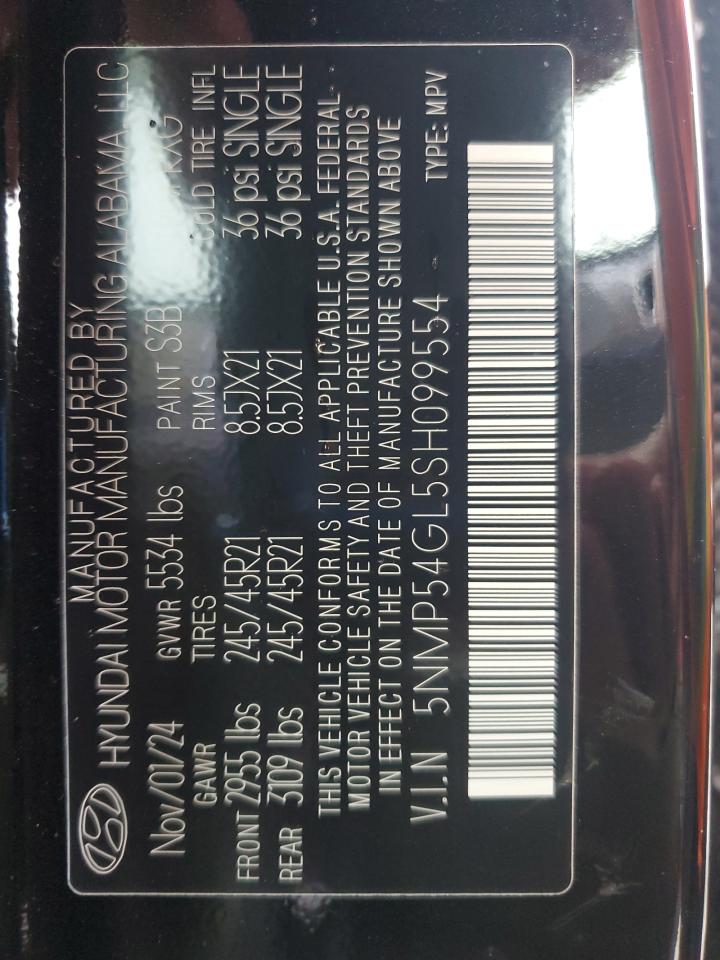 MANUFACTURED BY
HYUNDAI MOTOR MANUFACTURING ALABAMA, LLC
Nov/01/24 GVWR 5534 lbs PAINT S3B KXG
GAWR TIRES RIMS COLD TIRE INFL
FRONT 2955 lbs 245/45R21 8.5JX21 36 psi SINGLE
REAR 3109 lbs 245/45R21 8.5JX21 36 psi SINGLE
THIS VEHICLE CONFORMS TO ALL APPLICABLE U.S.A. FEDERAL
MOTOR VEHICLE SAFETY AND THEFT PREVENTION STANDARDS
IN EFFECT ON THE DATE OF MANUFACTURE SHOWN ABOVE
V.I.N 5NMP54GL5SH099554 TYPE: MPV